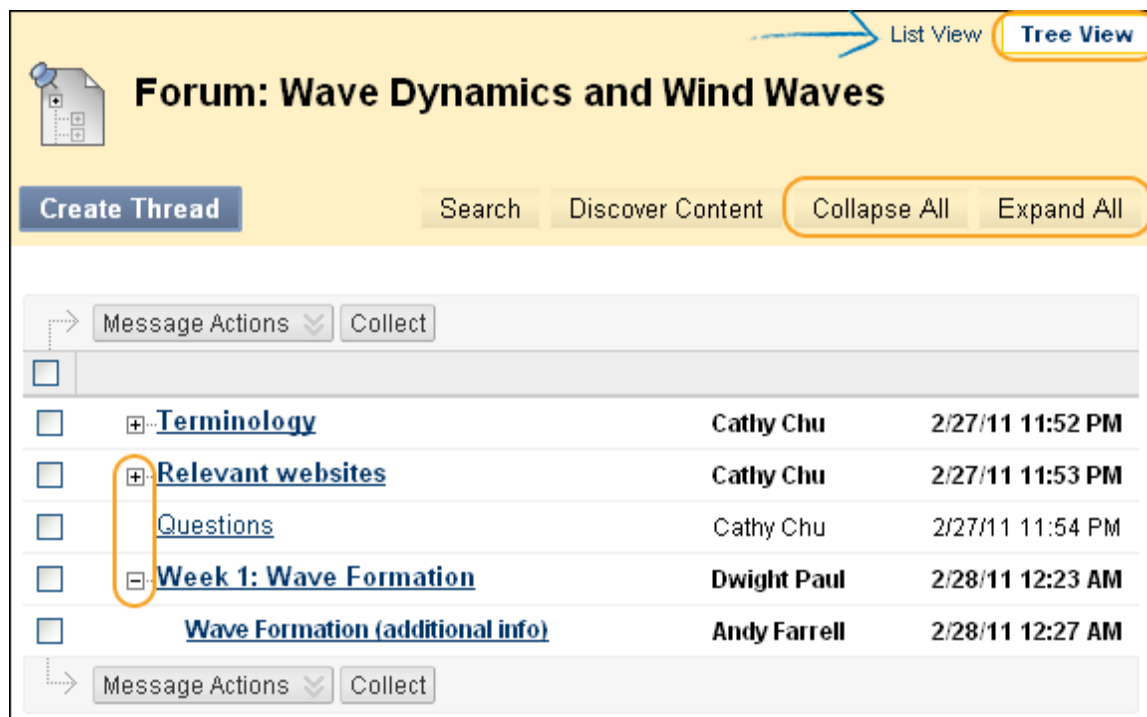 List View Tree View
Forum: Wave Dynamics and Wind Waves
Create Thread Search Discover Content Collapse All Expand All
Message Actions Collect
Terminology Cathy Chu 2/27/11 11:52 PM
Relevant websites Cathy Chu 2/27/11 11:53 PM
Questions Cathy Chu 2/27/11 11:54 PM
Week 1: Wave Formation Dwight Paul 2/28/11 12:23 AM
Wave Formation (additional info) Andy Farrell 2/28/11 12:27 AM
Message Actions Collect